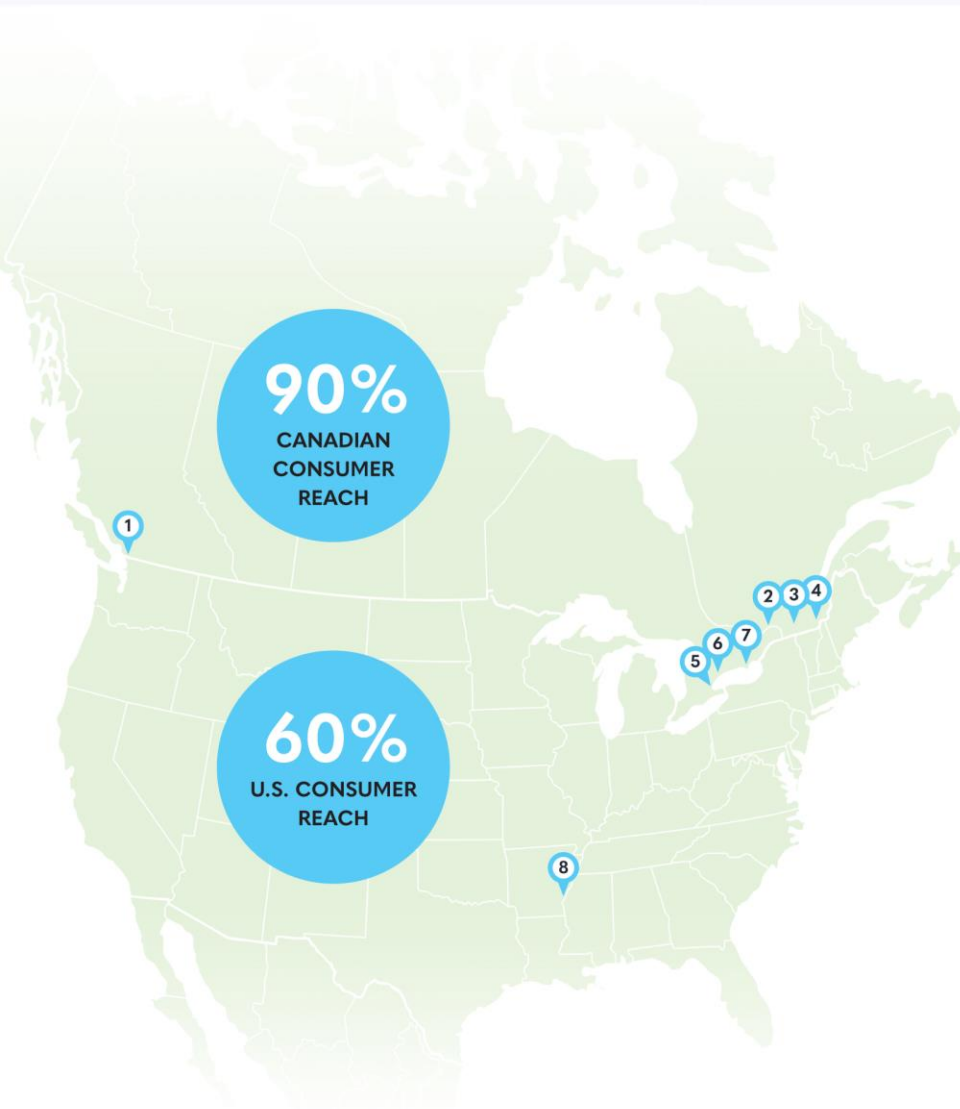 90%
CANADIAN
CONSUMER
REACH
1
2 3 4
5 6 7
60%
U.S. CONSUMER
REACH
8